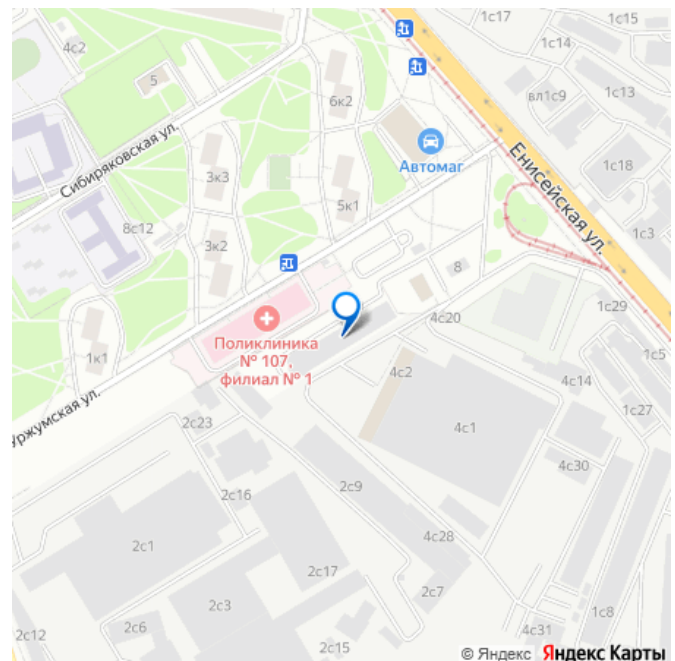 4с2
1с17
1с15
1с14
5
6к2
вл1с9
1с13
Автомаг
Сибиряковская ул.
Енисейская ул.
1с18
3к3
5к1
8с12
3к2
1с3
8
1с29
Поликлиника
№ 107,
филиал № 1
4с20
1к1
1с5
4с2
4с14
Уржумская ул.
2с23
4с1
1с27
4с30
2с16
2с9
4с28
2с1
2с17
2с7
2с3
1с8
2с12
2с6
4с31
2с15
© Яндекс Яндекс Карты